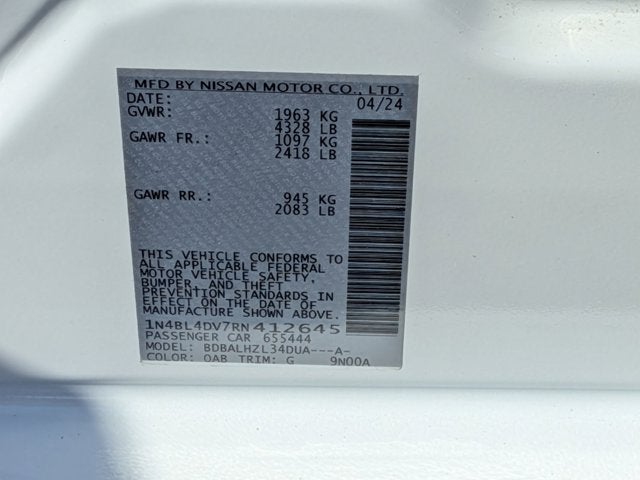 MFD BY NISSAN MOTOR CO., LTD.
DATE: 04/24
GVWR: 1963 KG
4328 LB
GAWR FR.: 1097 KG
2418 LB
GAWR RR.: 945 KG
2083 LB
THIS VEHICLE CONFORMS TO
ALL APPLICABLE FEDERAL
MOTOR VEHICLE SAFETY,
BUMPER, AND THEFT
PREVENTION STANDARDS IN
EFFECT ON THE DATE OF
MANUFACTURE SHOWN ABOVE.
1N4BL4DV7RN412645
PASSENGER CAR 655444
MODEL: BDBALHZL34DUA---A-
COLOR: QAB TRIM: G 9N00A